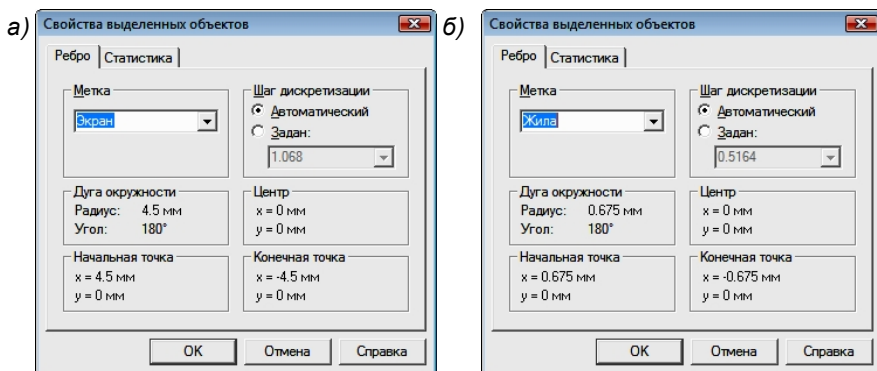 а)
Свойства выделенных объектов
Ребро Статистика
Метка
Экран
Шаг дискретизации
Автоматический
Задан:
1.068
Дуга окружности
Радиус: 4.5 мм
Угол: 180°
Центр
x = 0 мм
y = 0 мм
Начальная точка
x = 4.5 мм
y = 0 мм
Конечная точка
x = -4.5 мм
y = 0 мм
OK Отмена Справка
б)
Свойства выделенных объектов
Ребро Статистика
Метка
Жила
Шаг дискретизации
Автоматический
Задан:
0.5164
Дуга окружности
Радиус: 0.675 мм
Угол: 180°
Центр
x = 0 мм
y = 0 мм
Начальная точка
x = 0.675 мм
y = 0 мм
Конечная точка
x = -0.675 мм
y = 0 мм
OK Отмена Справка